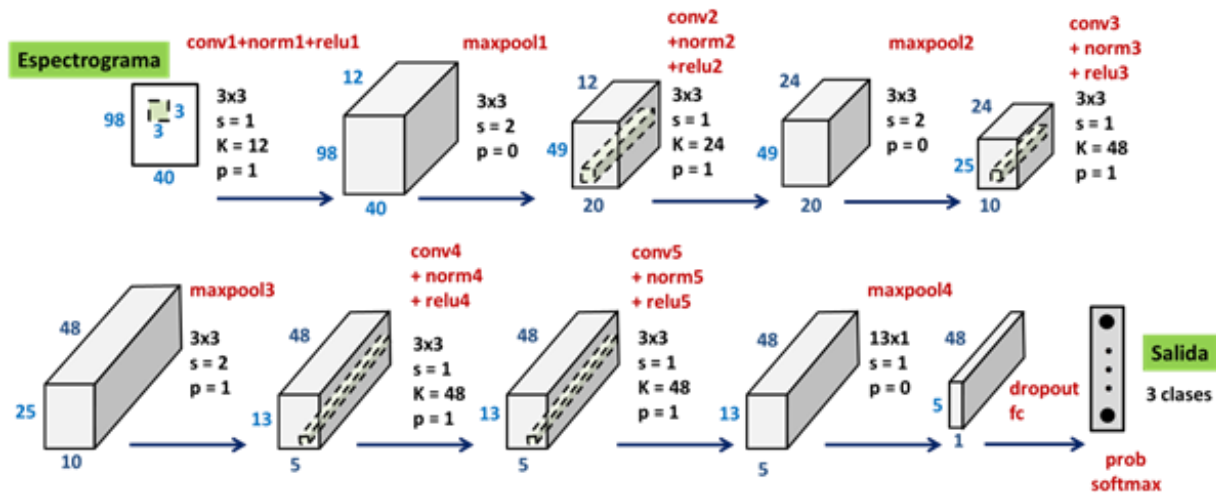 Espectrograma
98
3
3
40
conv1+norm1+relu1
3x3
s = 1
K = 12
p = 1
12
98
40
maxpool1
3x3
s = 2
p = 0
12
49
20
conv2
+norm2
+relu2
3x3
s = 1
K = 24
p = 1
24
49
20
maxpool2
3x3
s = 2
p = 0
24
25
10
conv3
+ norm3
+ relu3
3x3
s = 1
K = 48
p = 1
48
25
10
maxpool3
3x3
s = 2
p = 1
48
13
5
conv4
+ norm4
+ relu4
3x3
s = 1
K = 48
p = 1
48
13
5
conv5
+ norm5
+ relu5
3x3
s = 1
K = 48
p = 1
48
13
5
maxpool4
13x1
s = 1
p = 0
48
5
1
dropout
fc
prob
softmax
Salida
3 clases